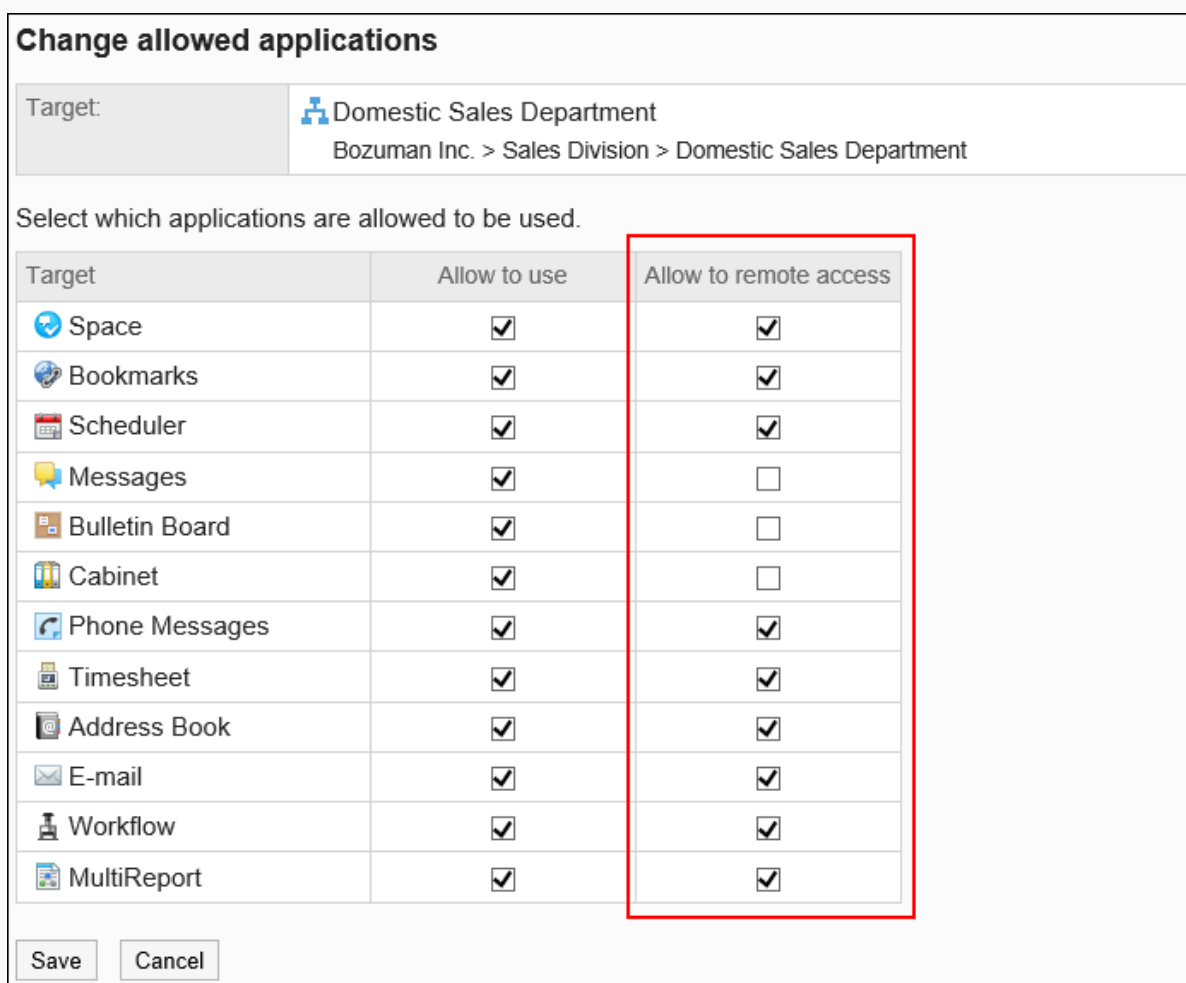 Change allowed applications
Target:
Domestic Sales Department
Bozuman Inc. > Sales Division > Domestic Sales Department
Select which applications are allowed to be used.
Target Allow to use Allow to remote access
Space
Bookmarks
Scheduler
Messages
Bulletin Board
Cabinet
Phone Messages
Timesheet
Address Book
E-mail
Workflow
MultiReport
Save Cancel